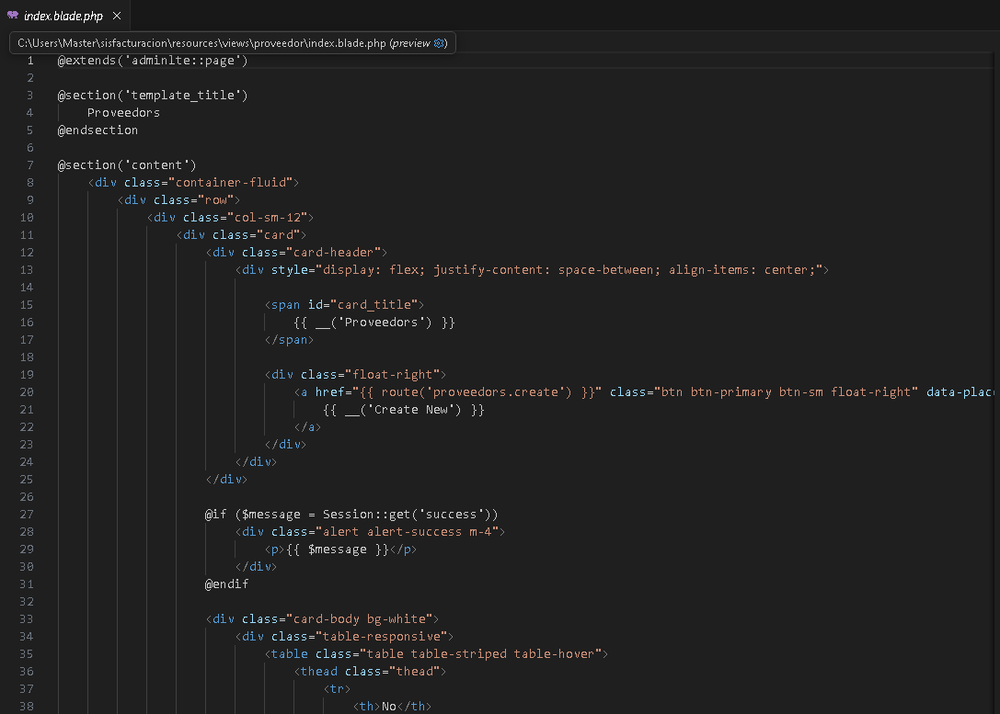 index.blade.php
C:\Users\Master\sisfacturacion\resources\views\proveedor\index.blade.php (preview)
1 @extends('adminlte::page')
2
3 @section('template_title')
4 Proveedors
5 @endsection
6
7 @section('content')
8 <div class="container-fluid">
9 <div class="row">
10 <div class="col-sm-12">
11 <div class="card">
12 <div class="card-header">
13 <div style="display: flex; justify-content: space-between; align-items: center;">
14
15 <span id="card_title">
16 {{ __('Proveedors') }}
17 </span>
18
19 <div class="float-right">
20 <a href="{{ route('proveedors.create') }}" class="btn btn-primary btn-sm float-right" data-plac
21 {{ __('Create New') }}
22 </a>
23 </div>
24 </div>
25 </div>
26
27 @if ($message = Session::get('success'))
28 <div class="alert alert-success m-4">
29 <p>{{ $message }}</p>
30 </div>
31 @endif
32
33 <div class="card-body bg-white">
34 <div class="table-responsive">
35 <table class="table table-striped table-hover">
36 <thead class="thead">
37 <tr>
38 <th>No</th>